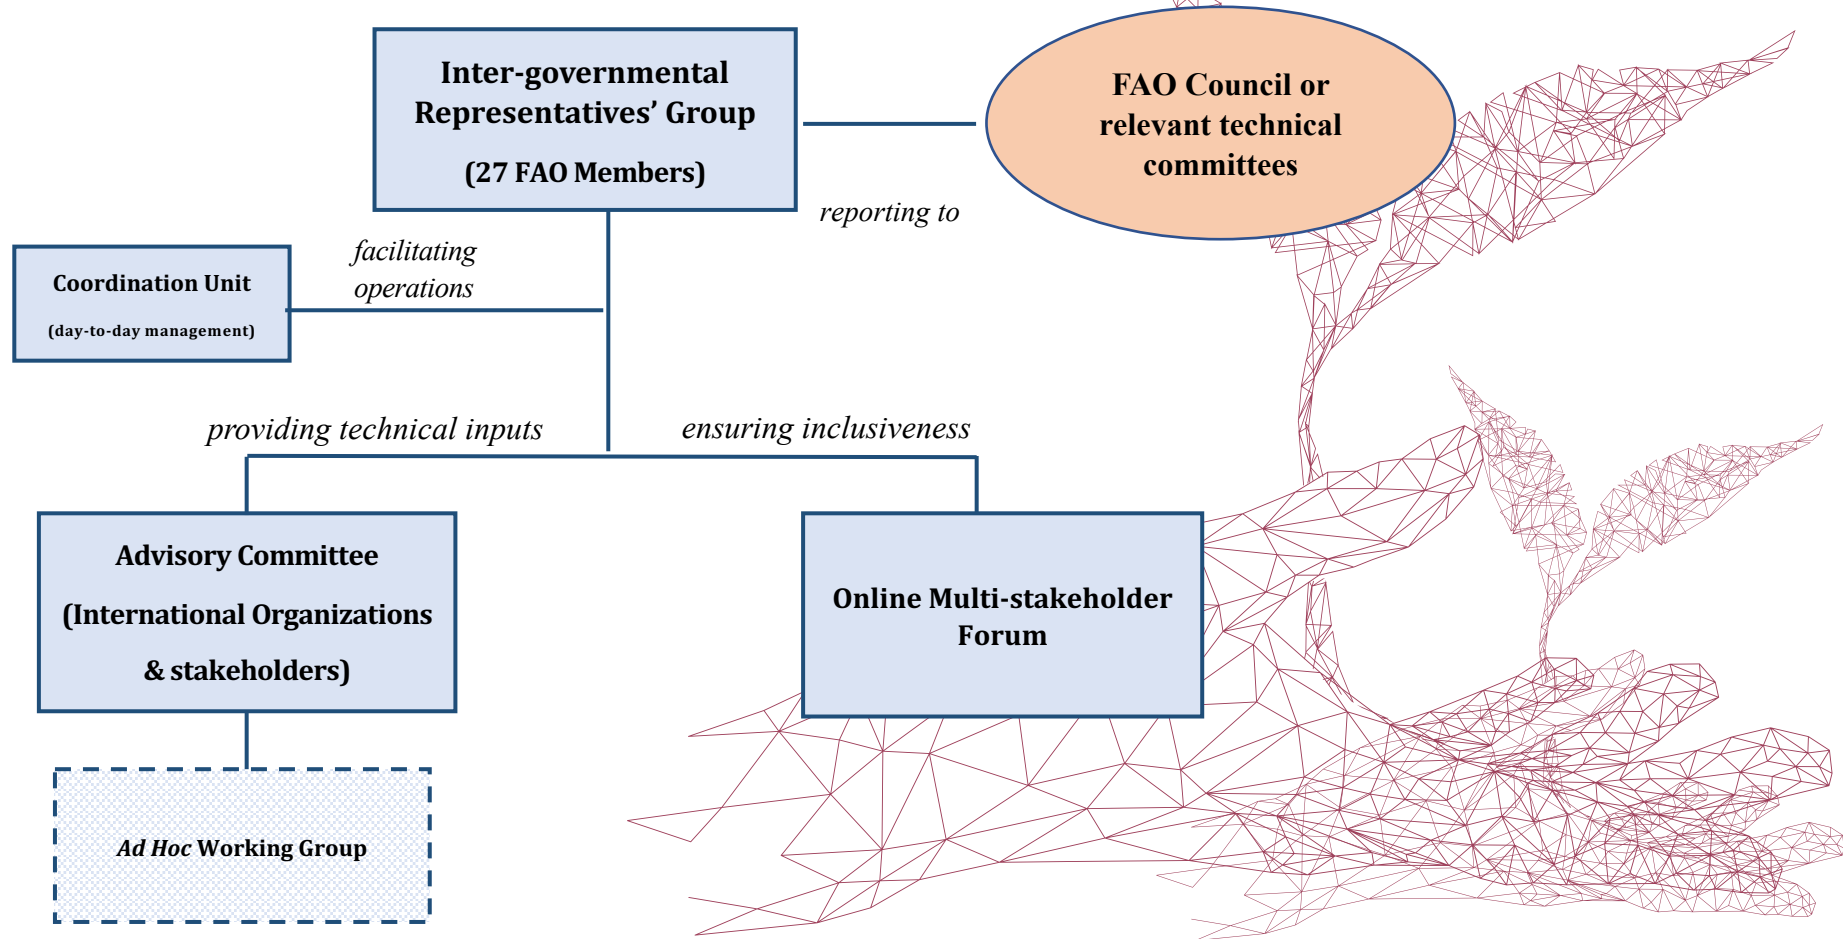 Inter-governmental
Representatives’ Group
(27 FAO Members)
FAO Council or
relevant technical
committees
reporting to
facilitating
operations
Coordination Unit
(day-to-day management)
providing technical inputs
ensuring inclusiveness
Advisory Committee
(International Organizations
& stakeholders)
Online Multi-stakeholder
Forum
Ad Hoc Working Group